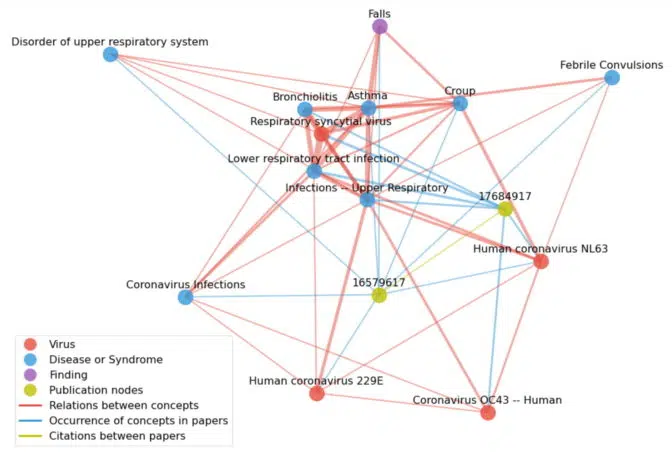 Falls
Disorder of upper respiratory system
Febrile Convulsions
Bronchiolitis
Asthma
Croup
Respiratory syncytial virus
Lower respiratory tract infection
Infections -- Upper Respiratory
17684917
Human coronavirus NL63
Coronavirus Infections
16579617
Human coronavirus 229E
Coronavirus OC43 -- Human
Virus
Disease or Syndrome
Finding
Publication nodes
Relations between concepts
Occurrence of concepts in papers
Citations between papers